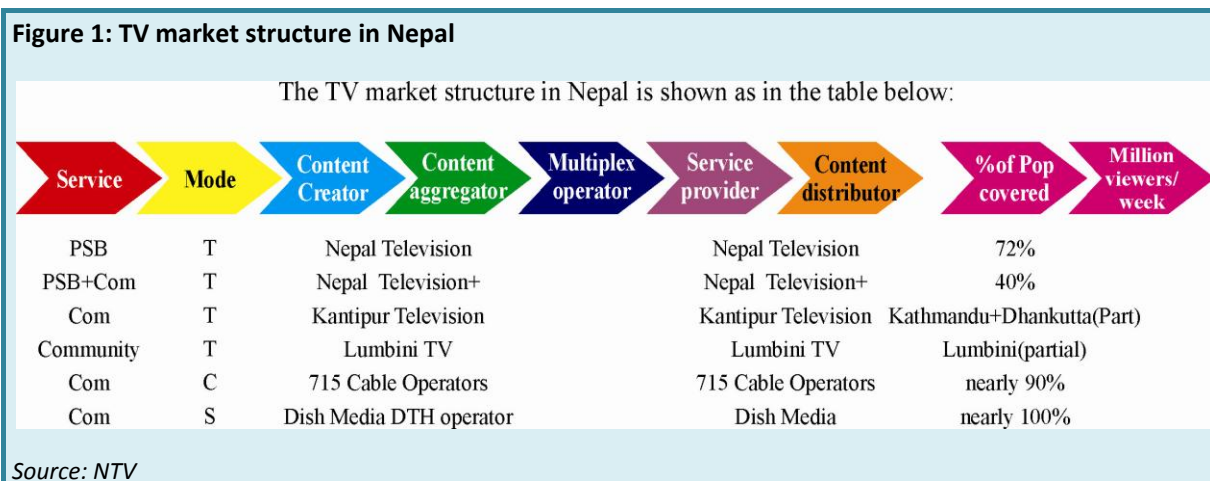 Figure 1: TV market structure in Nepal
The TV market structure in Nepal is shown as in the table below:
Service Mode Content Creator Content aggregator Multiplex operator Service provider Content distributor %of Pop covered Million viewers/ week
PSB T Nepal Television Nepal Television 72%
PSB+Com T Nepal Television+ Nepal Television+ 40%
Com T Kantipur Television Kantipur Television Kathmandu+Dhankutta(Part)
Community T Lumbini TV Lumbini TV Lumbini(partial)
Com C 715 Cable Operators 715 Cable Operators nearly 90%
Com S Dish Media DTH operator Dish Media nearly 100%
Source: NTV